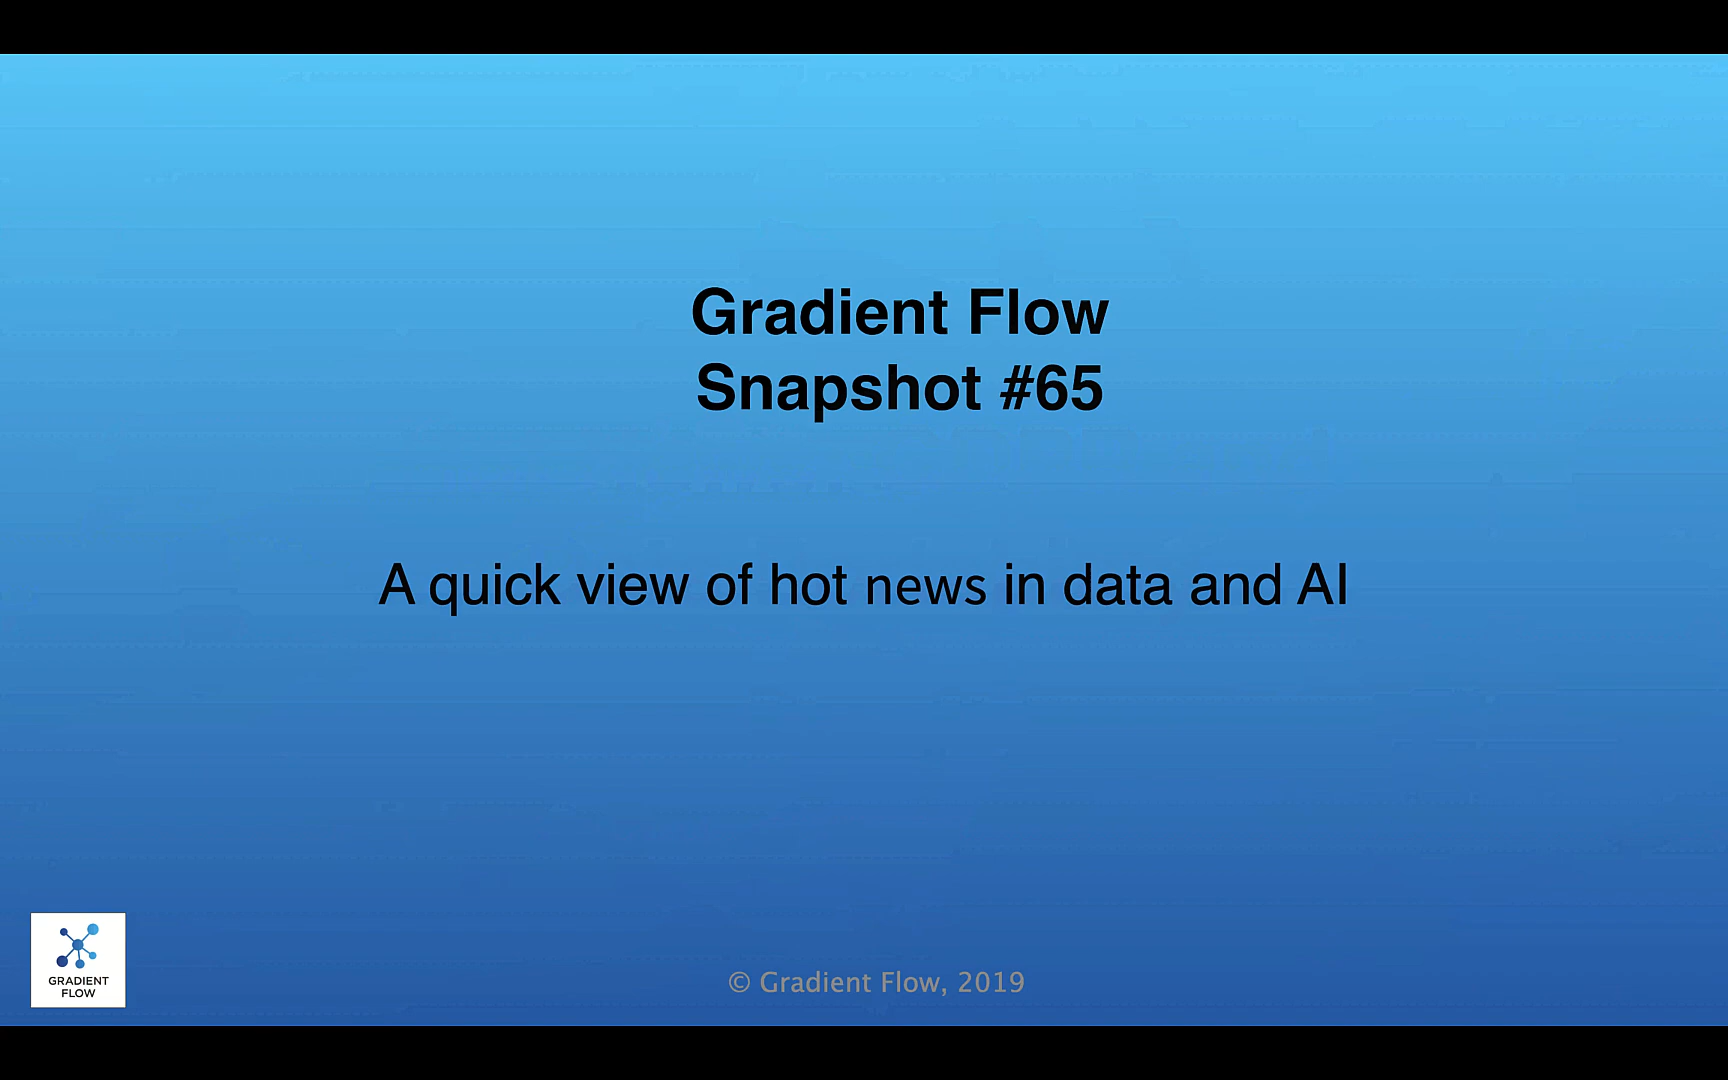 Gradient Flow
Snapshot #65
A quick view of hot news in data and AI
GRADIENT
FLOW
© Gradient Flow, 2019